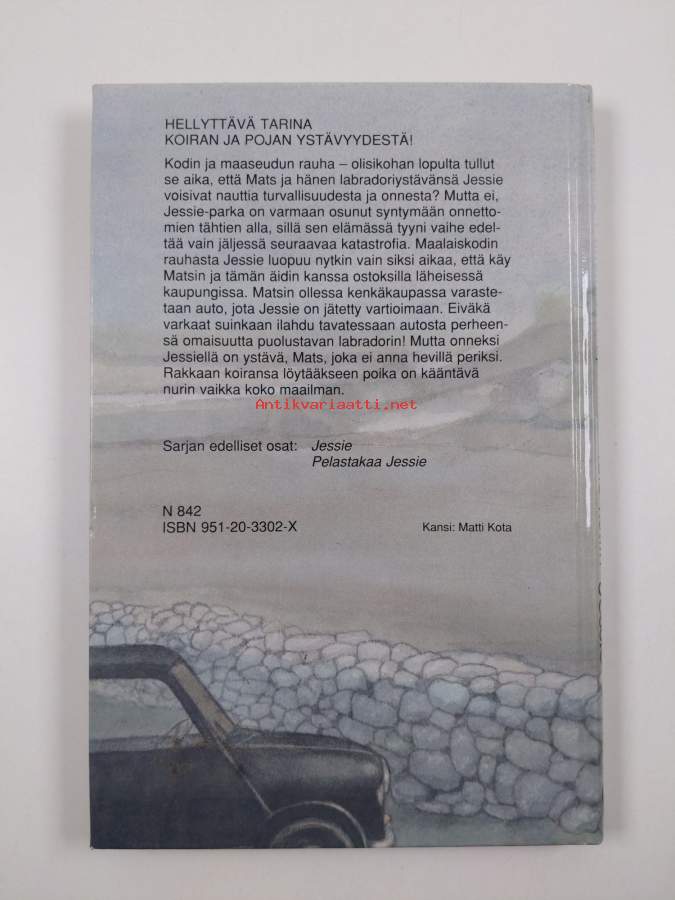 HELLYTTÄVÄ TARINA
KOIRAN JA POJAN YSTÄVYYDESTÄ!
Kodin ja maaseudun rauha – olisikohan lopulta tullut
se aika, että Mats ja hänen labradoriystävänsä Jessie
voisivat nauttia turvallisuudesta ja onnesta? Mutta ei,
Jessie-parka on varmaan osunut syntymään onnetto-
mien tähtien alla, sillä sen elämässä tyyni vaihe edel-
tää vain jäljessä seuraavaa katastrofia. Maalaiskodin
rauhasta Jessie luopuu nytkin vain siksi aikaa, että käy
Matsin ja tämän äidin kanssa ostoksilla läheisessä
kaupungissa. Matsin ollessa kenkäkaupassa varaste-
taan auto, jota Jessie on jätetty vartioimaan. Eiväkä
varkaat suinkaan ilahdu tavatessaan autosta perheen-
sä omaisuutta puolustavan labradorin! Mutta onneksi
Jessiellä on ystävä, Mats, joka ei anna hevillä periksi.
Rakkaan koiransa löytääkseen poika on kääntävä
nurin vaikka koko maailman.
Antikvariaatti.net
Sarjan edelliset osat: Jessie
Pelastakaa Jessie
N 842
ISBN 951-20-3302-X
Kansi: Matti Kota